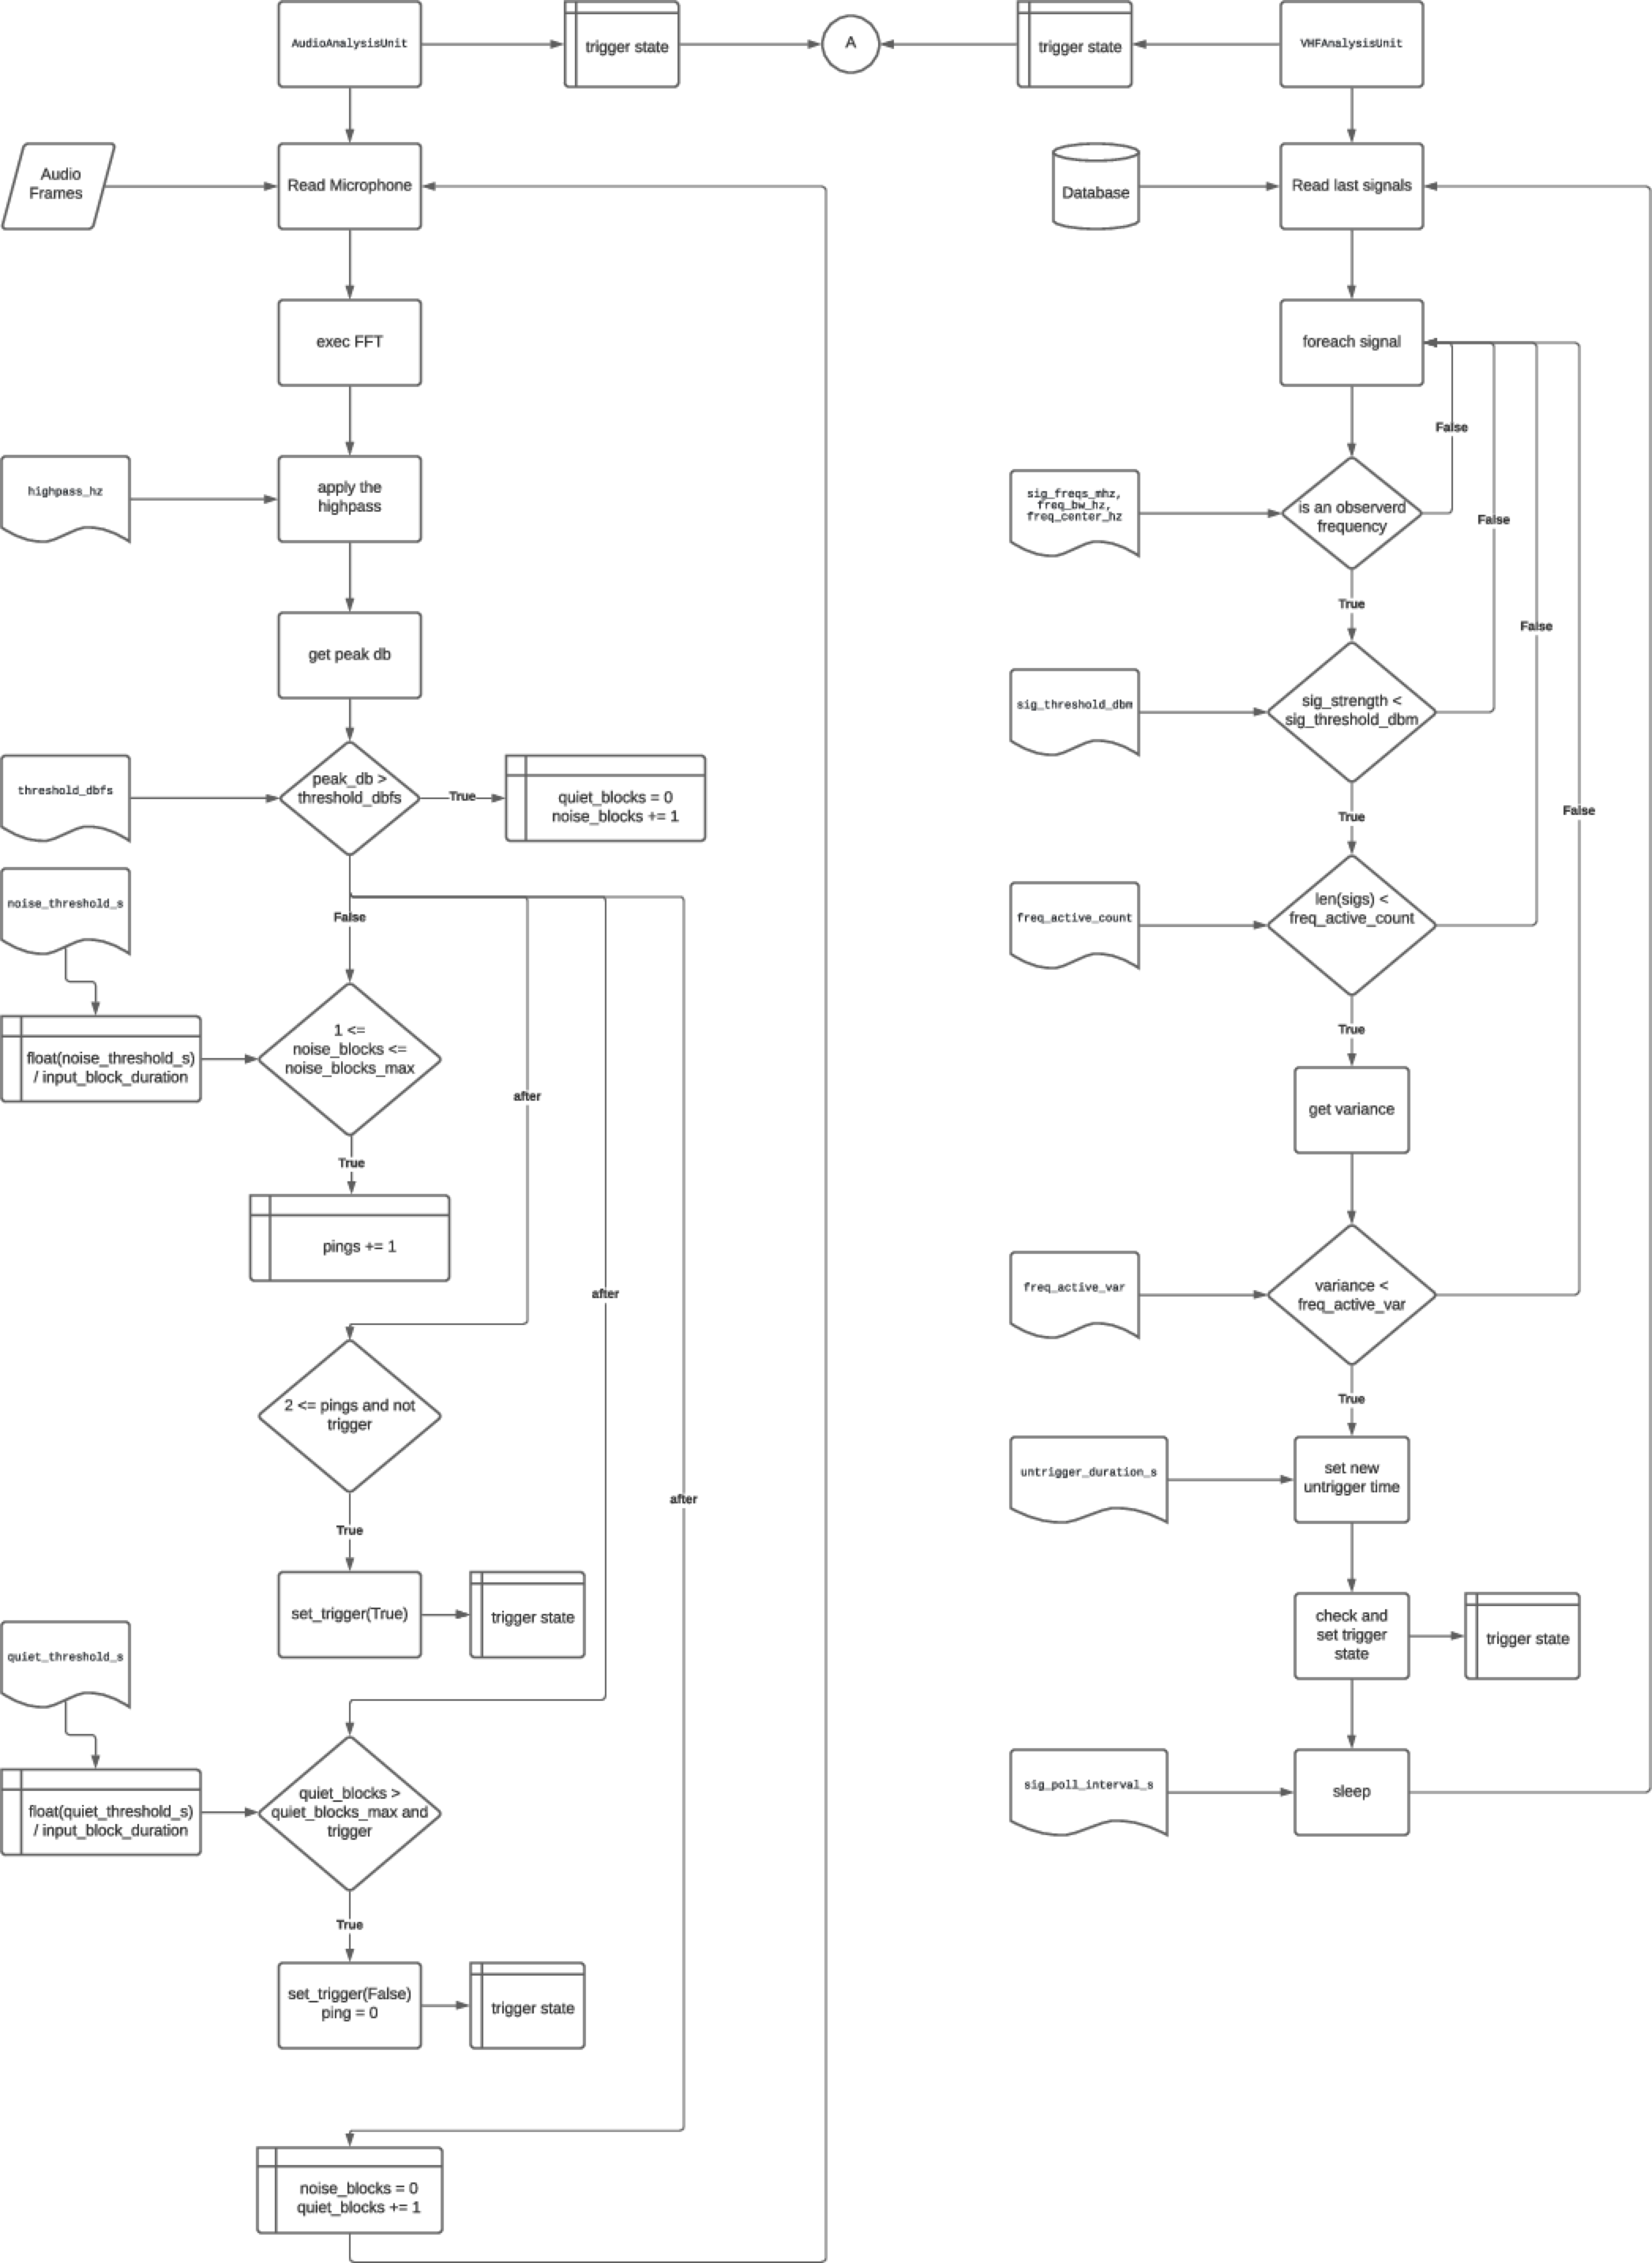 AudioAnalysisUnit
trigger state
A
trigger state
VHFAnalysisUnit
Audio
Frames
Read Microphone
Database
Read last signals
exec FFT
foreach signal
False
highpass_hz
apply the
highpass
sig_freqs_mhz,
freq_bw_hz,
freq_center_hz
is an observerd
frequency
False
True
False
get peak db
sig_threshold_dbm
sig_strength <
sig_threshold_dbm
threshold_dbfs
peak_db >
threshold_dbfs
True
quiet_blocks = 0
noise_blocks += 1
True
False
noise_threshold_s
False
freq_active_count
len(sigs) <
freq_active_count
float(noise_threshold_s)
/ input_block_duration
1 <=
noise_blocks <=
noise_blocks_max
True
after
get variance
True
pings += 1
after
freq_active_var
variance <
freq_active_var
True
2 <= pings and not
trigger
after
untrigger_duration_s
set new
untrigger time
True
set_trigger(True)
trigger state
check and
set trigger
state
trigger state
quiet_threshold_s
float(quiet_threshold_s)
/ input_block_duration
quiet_blocks >
quiet_blocks_max and
trigger
sig_poll_interval_s
sleep
True
set_trigger(False)
ping = 0
trigger state
noise_blocks = 0
quiet_blocks += 1